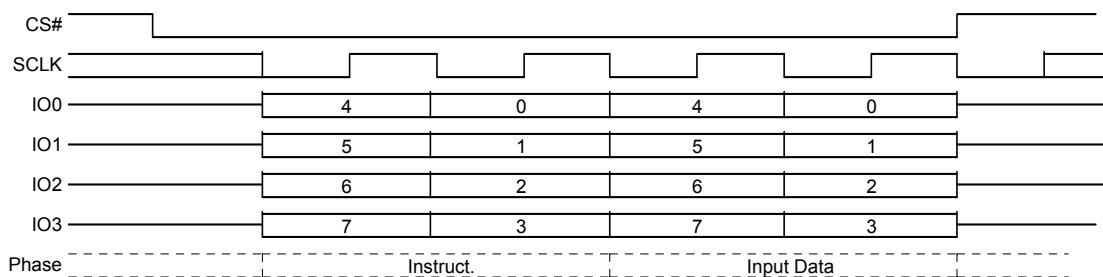 CS#
SCLK
IO0 4 0 4 0
IO1 5 1 5 1
IO2 6 2 6 2
IO3 7 3 7 3
Phase Instruct. Input Data